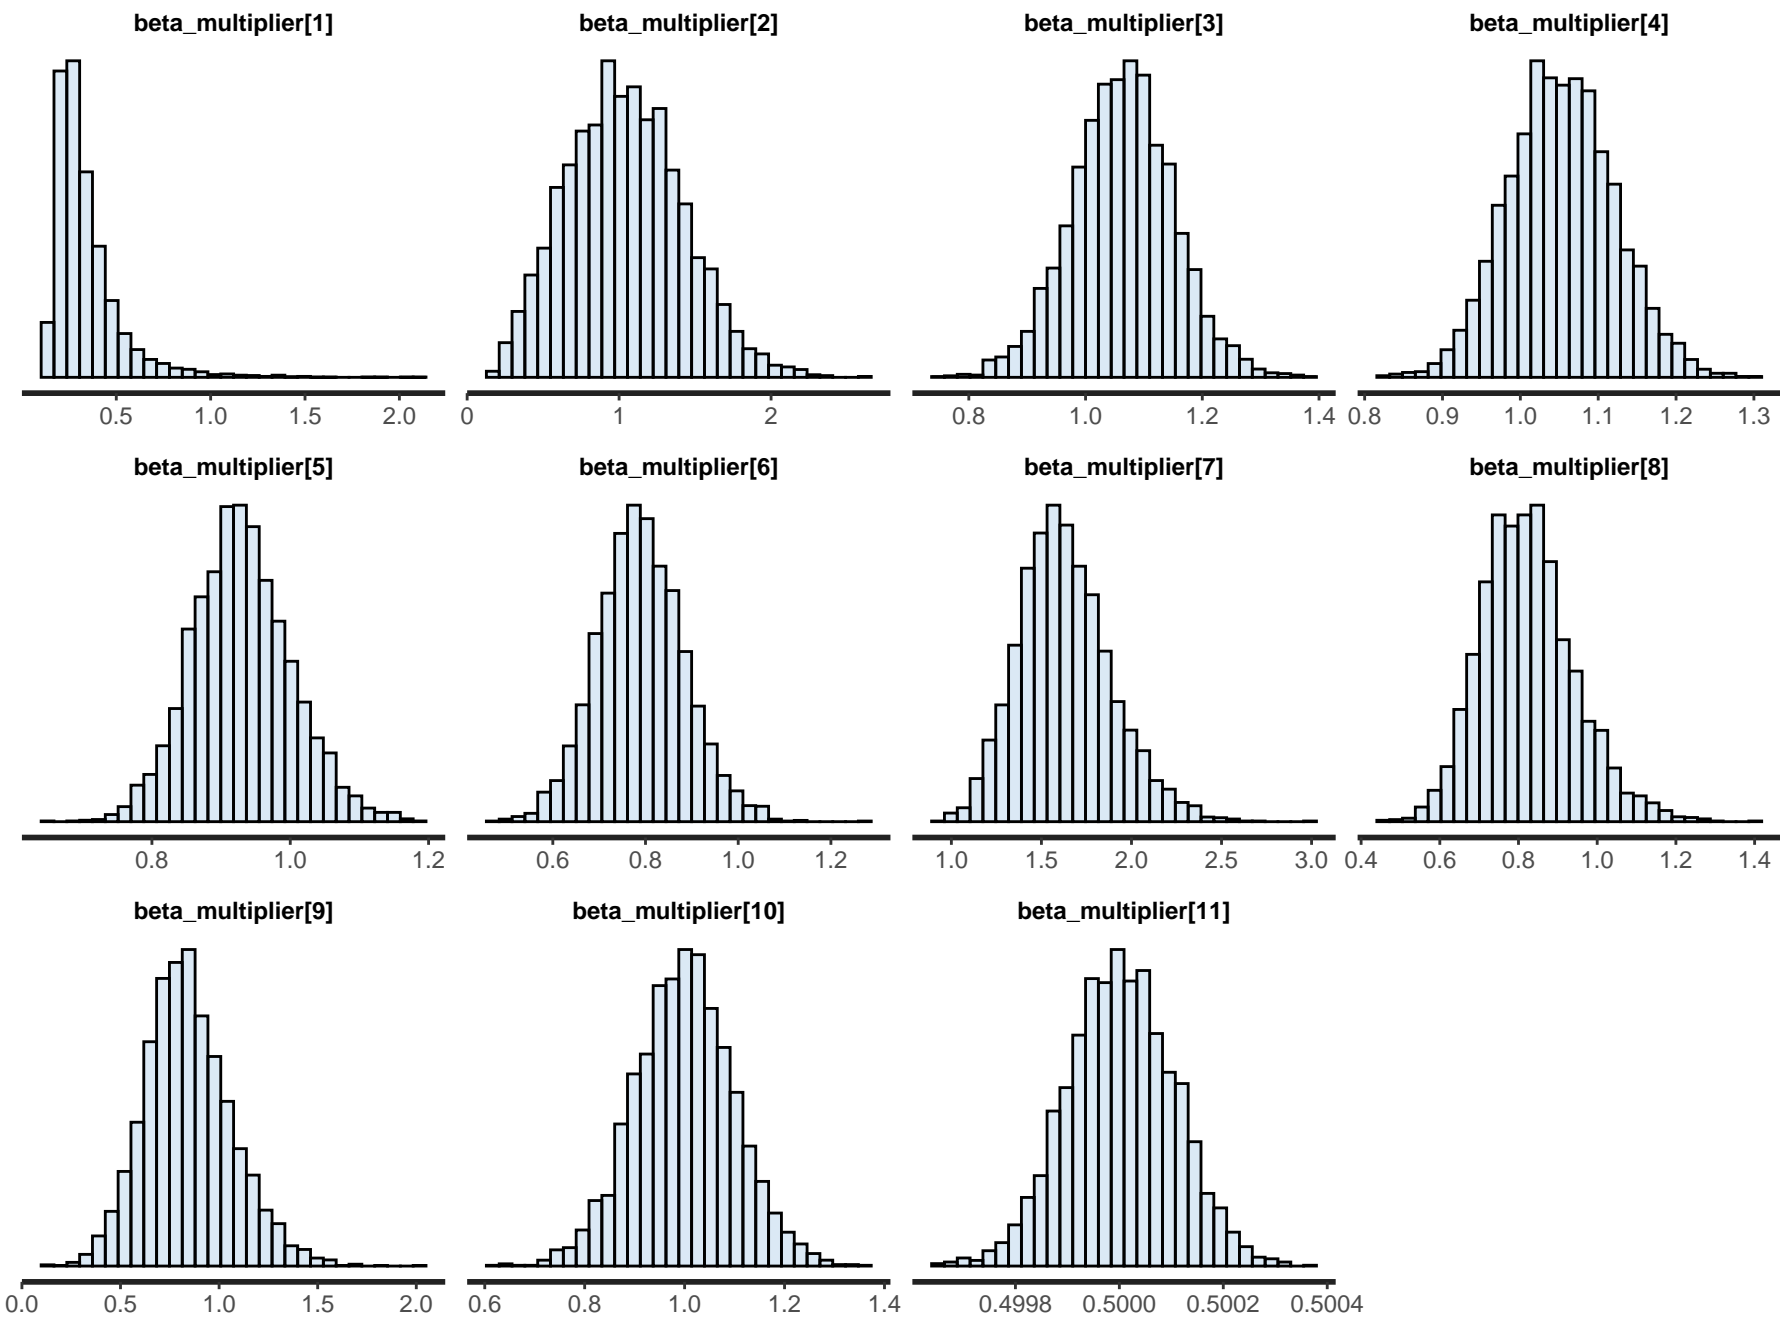 beta_multiplier[1] beta_multiplier[2] beta_multiplier[3] beta_multiplier[4]
0.5 1.0 1.5 2.0 0 1 2 0.8 1.0 1.2 1.4 0.8 0.9 1.0 1.1 1.2 1.3
beta_multiplier[5] beta_multiplier[6] beta_multiplier[7] beta_multiplier[8]
0.8 1.0 1.2 0.6 0.8 1.0 1.2 1.0 1.5 2.0 2.5 3.0 0.4 0.6 0.8 1.0 1.2 1.4
beta_multiplier[9] beta_multiplier[10] beta_multiplier[11]
0.0 0.5 1.0 1.5 2.0 0.6 0.8 1.0 1.2 1.4 0.4998 0.5000 0.5002 0.5004